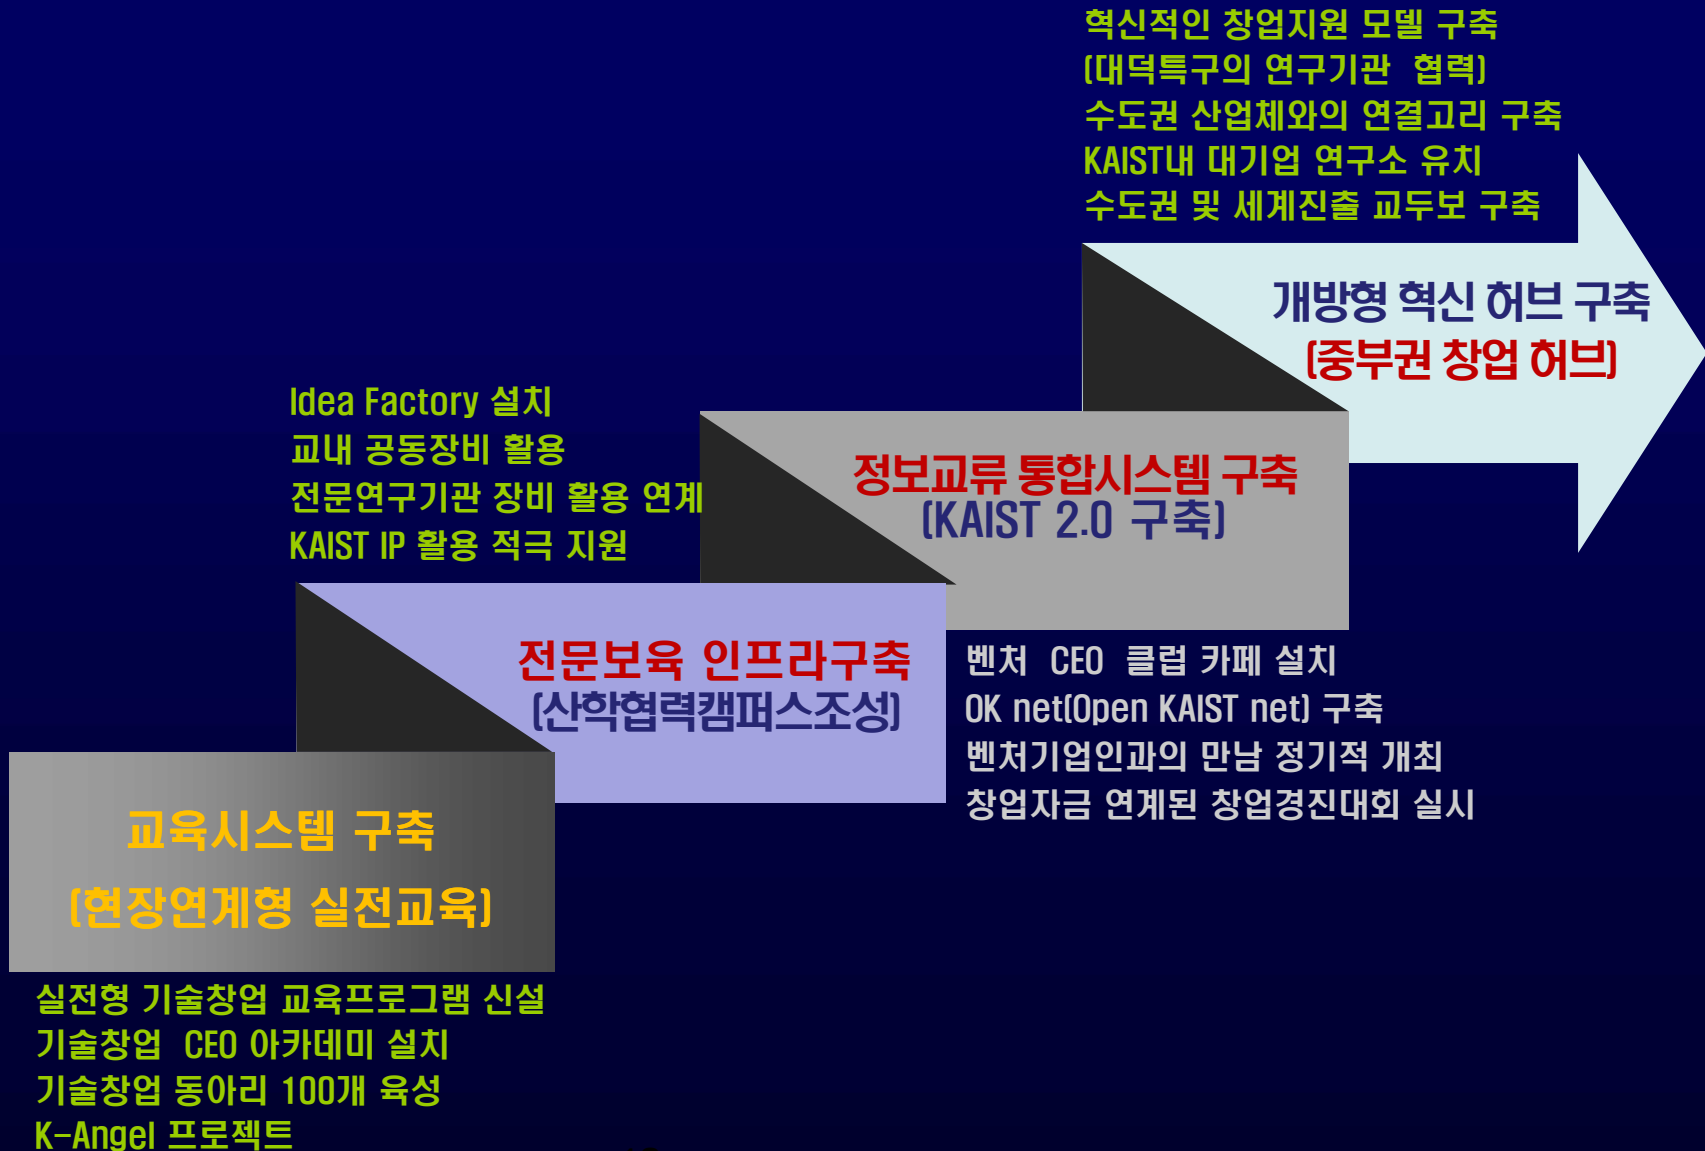 혁신적인 창업지원 모델 구축
(대덕특구의 연구기관 협력)
수도권 산업체와의 연결고리 구축
KAIST내 대기업 연구소 유치
수도권 및 세계진출 교두보 구축
개방형 혁신 허브 구축
(중부권 창업 허브)
Idea Factory 설치
교내 공동장비 활용
전문연구기관 장비 활용 연계
KAIST IP 활용 적극 지원
정보교류 통합시스템 구축
(KAIST 2.0 구축)
전문보육 인프라구축
(산학협력캠퍼스조성)
벤처 CEO 클럽 카페 설치
OK net(Open KAIST net) 구축
벤처기업인과의 만남 정기적 개최
창업자금 연계된 창업경진대회 실시
교육시스템 구축
(현장연계형 실전교육)
실전형 기술창업 교육프로그램 신설
기술창업 CEO 아카데미 설치
기술창업 동아리 100개 육성
K-Angel 프로젝트